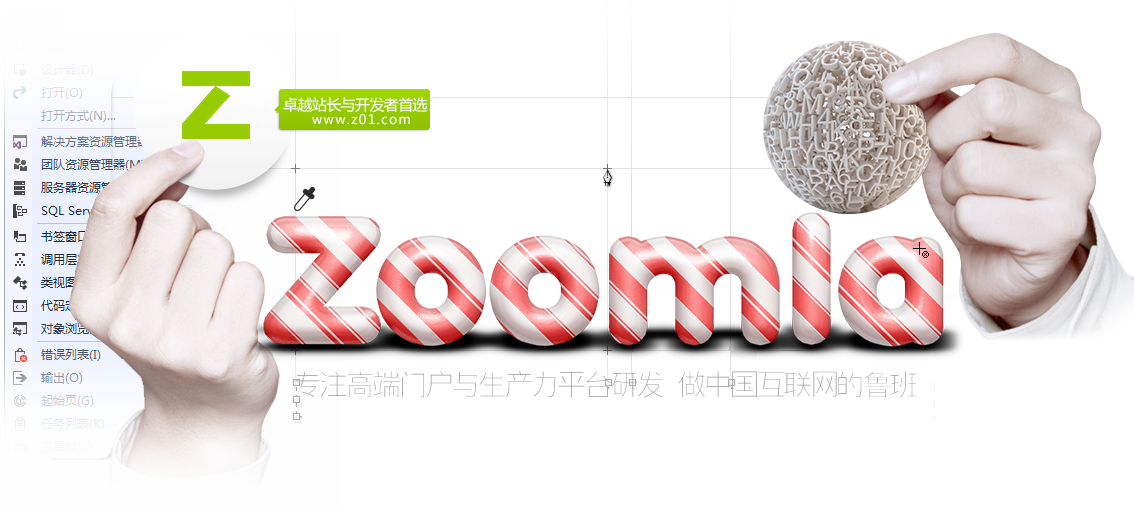 设计器(D)
打开(O)
打开方式(N)...
解决方案资源管理器
团队资源管理器(M
服务器资源管
SQL Serv
书签窗口
调用层
类视图
代码定
对象浏览
错误列表(I)
输出(O)
起始页(G)
任务列表(K)
Z
卓越站长与开发者首选
www.z01.com
Zoomla
专注高端门户与生产力平台研发 做中国互联网的鲁班